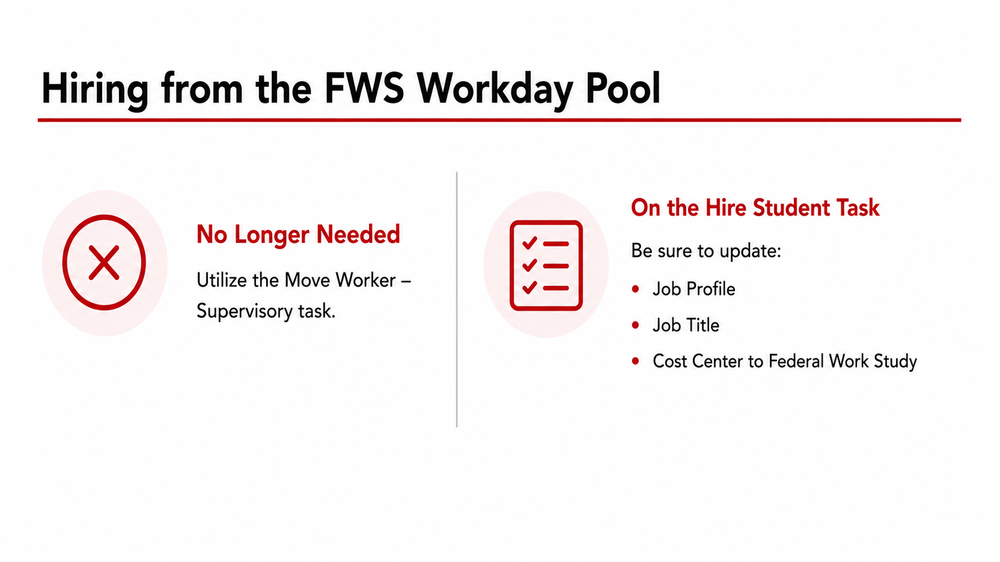 Hiring from the FWS Workday Pool
No Longer Needed
Utilize the Move Worker –
Supervisory task.
On the Hire Student Task
Be sure to update:
• Job Profile
• Job Title
• Cost Center to Federal Work Study